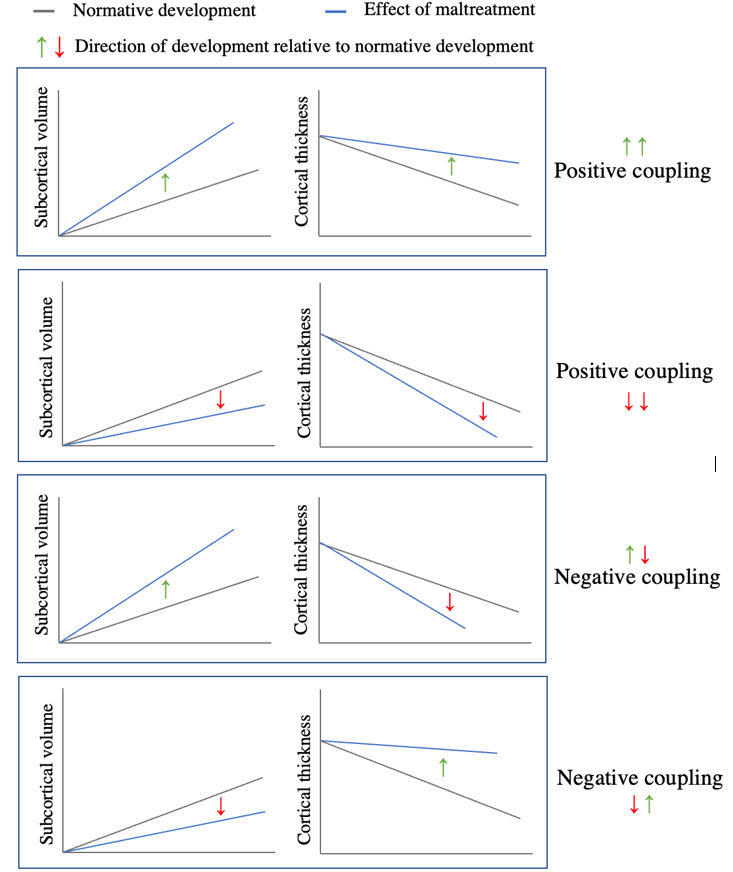 Normative development
Effect of maltreatment
↑↓ Direction of development relative to normative development
Subcortical volume
Cortical thickness
↑↑
Positive coupling
Subcortical volume
Cortical thickness
Positive coupling
↓↓
Subcortical volume
Cortical thickness
↑↓
Negative coupling
Subcortical volume
Cortical thickness
Negative coupling
↓↑